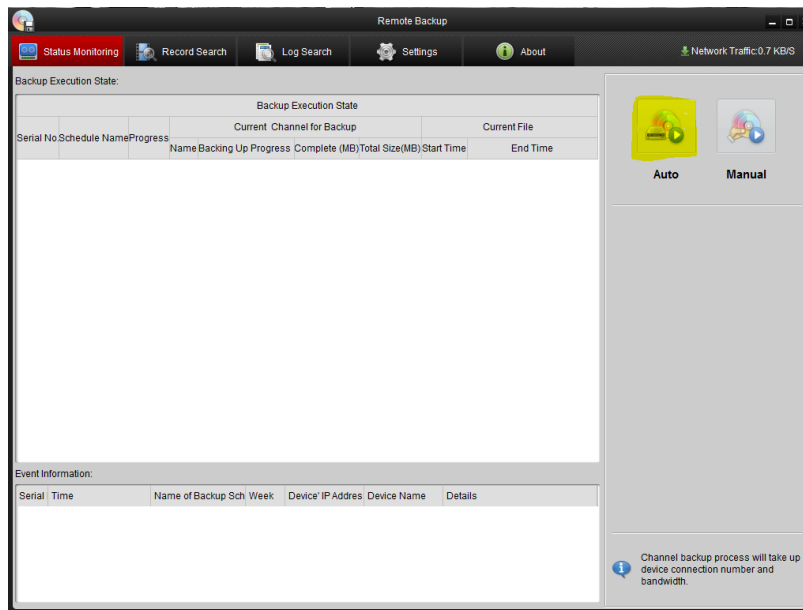 Remote Backup
Status Monitoring Record Search Log Search Settings About Network Traffic:0.7 KB/S
Backup Execution State:
Backup Execution State
Serial No. Schedule Name Progress Current Channel for Backup Current File
Name Backing Up Progress Complete (MB) Total Size(MB) Start Time End Time
Auto Manual
Event Information:
Serial Time Name of Backup Sch Week Device' IP Addres Device Name Details
Channel backup process will take up
device connection number and
bandwidth.